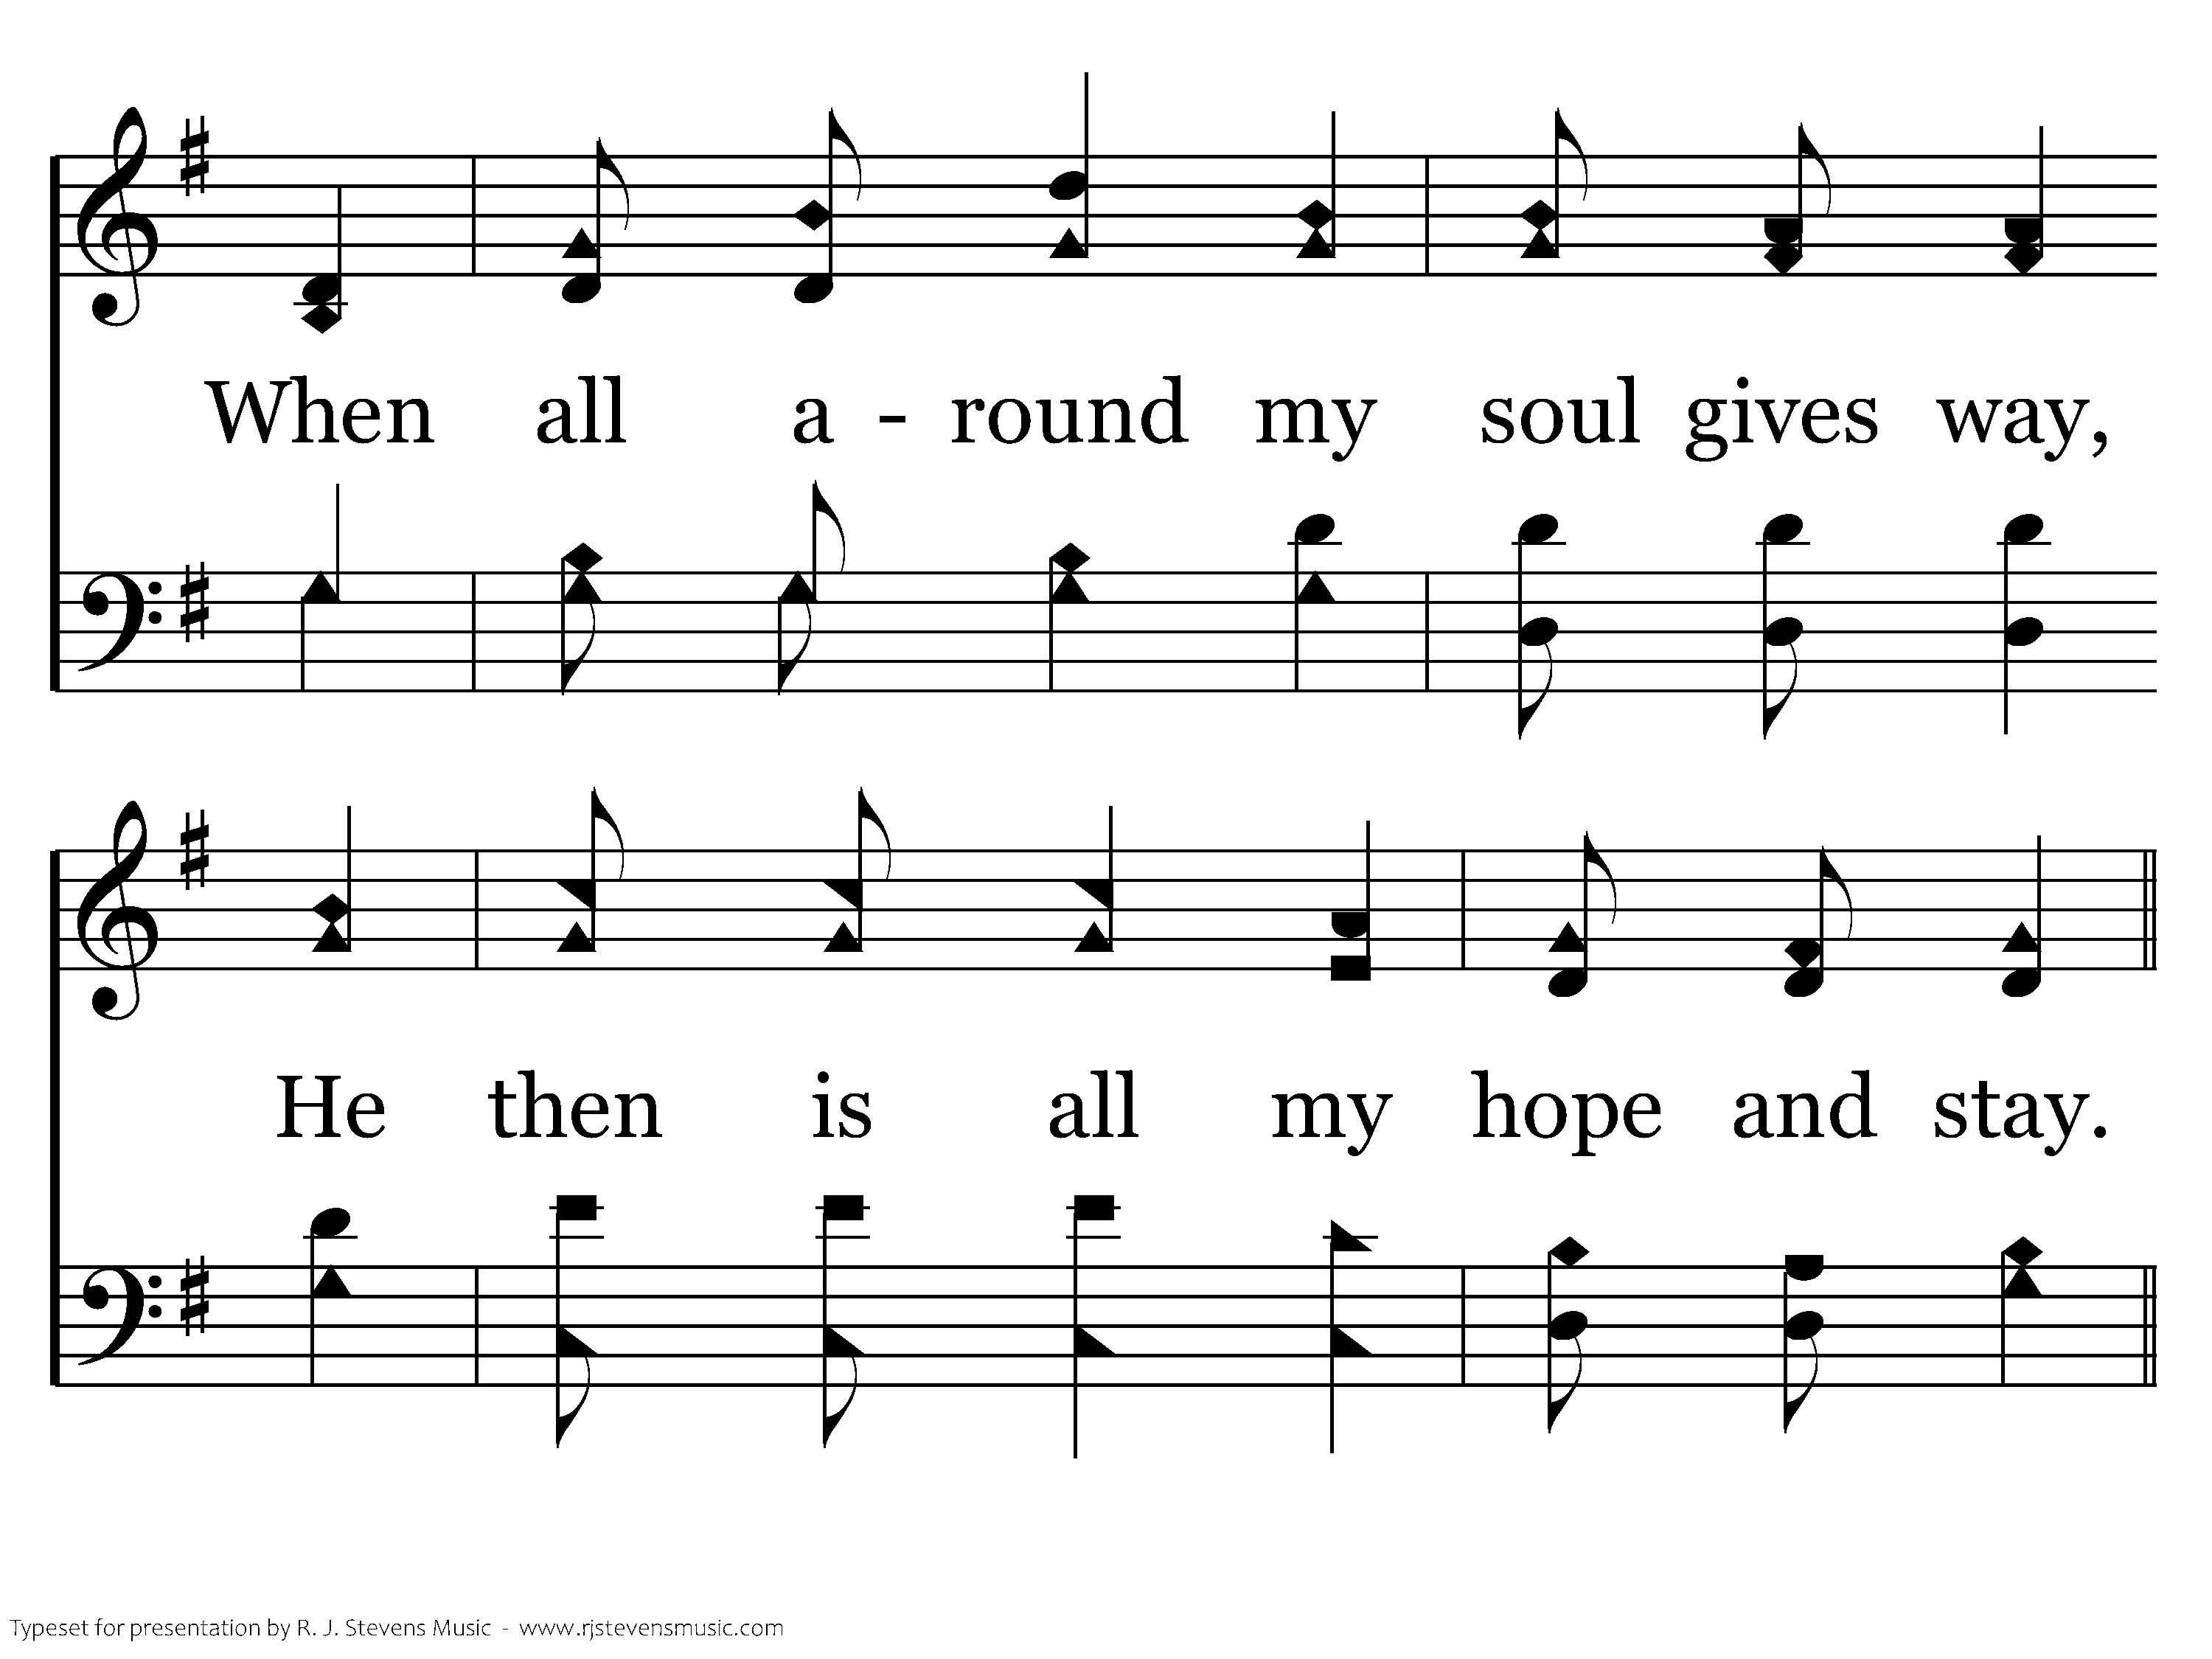 When all a - round my soul gives way,
He then is all my hope and stay.
Typeset for presentation by R. J. Stevens Music - www.rjstevensmusic.com